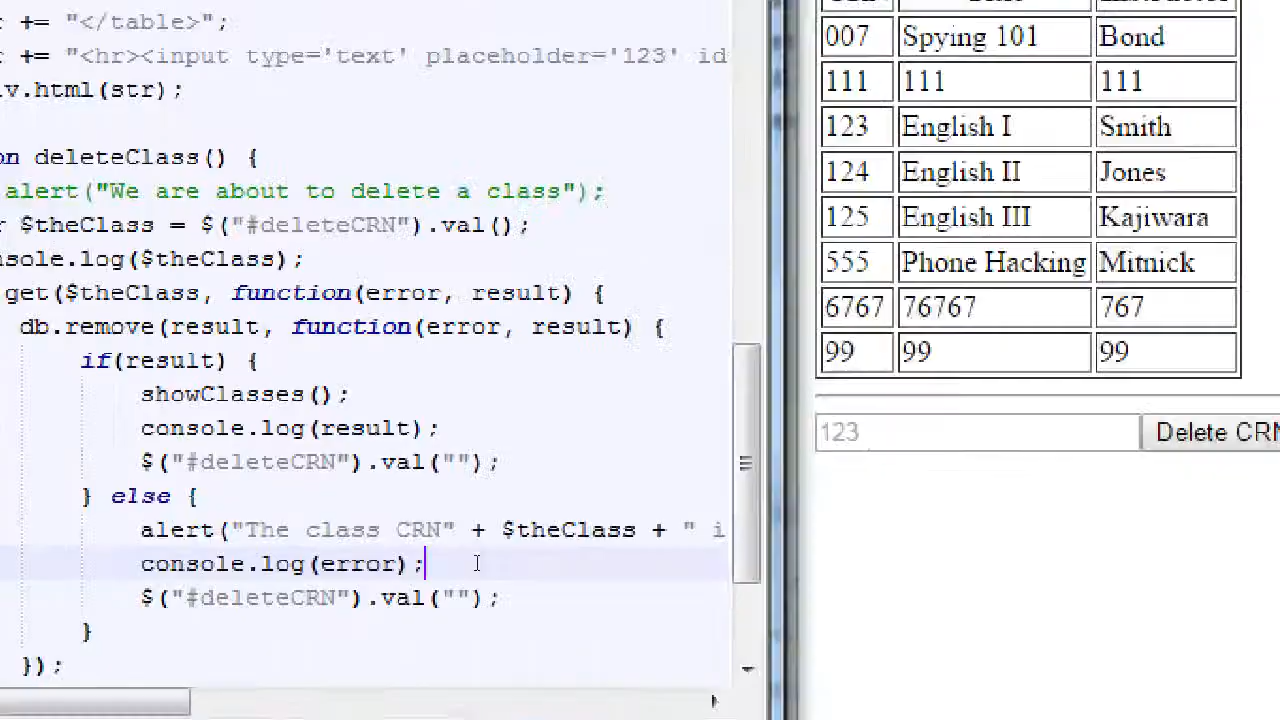 r += "</table>";
r += "<hr><input type='text' placeholder='123' id
iv.html(str);
on deleteClass() {
alert("We are about to delete a class");
r $theClass = $("#deleteCRN").val();
nsole.log($theClass);
get($theClass, function(error, result) {
db.remove(result, function(error, result) {
if(result) {
showClasses();
console.log(result);
$("#deleteCRN").val("");
} else {
alert("The class CRN" + $theClass + " i
console.log(error);
$("#deleteCRN").val("");
}
});
007 Spying 101 Bond
111 111 111
123 English I Smith
124 English II Jones
125 English III Kajiwara
555 Phone Hacking Mitnick
6767 76767 767
99 99 99
123 Delete CRN